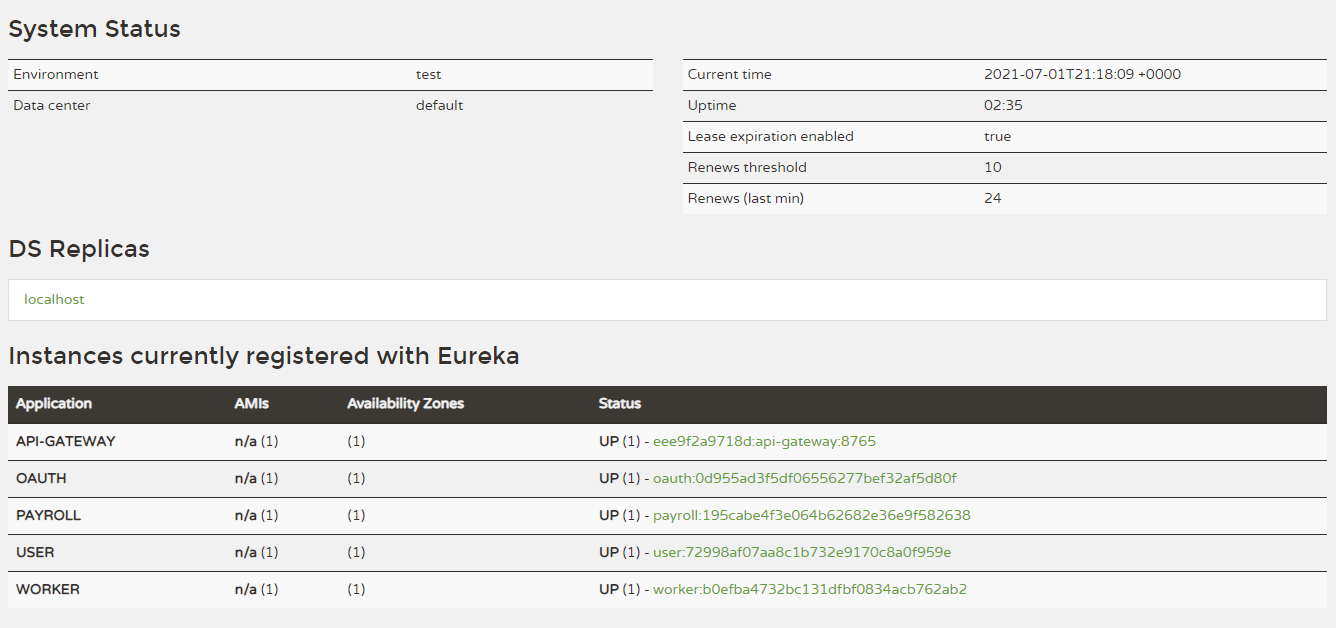 System Status
Environment test
Data center default
Current time 2021-07-01T21:18:09 +0000
Uptime 02:35
Lease expiration enabled true
Renews threshold 10
Renews (last min) 24
DS Replicas
localhost
Instances currently registered with Eureka
Application AMIs Availability Zones Status
API-GATEWAY n/a (1) (1) UP (1) - eee9f2a9718d:api-gateway:8765
OAUTH n/a (1) (1) UP (1) - oauth:0d955ad3f5df06556277bef32af5d80f
PAYROLL n/a (1) (1) UP (1) - payroll:195cabe4f3e064b62682e36e9f582638
USER n/a (1) (1) UP (1) - user:72998af07aa8c1b732e9170c8a0f959e
WORKER n/a (1) (1) UP (1) - worker:b0efba4732bc131dfbf0834acb762ab2